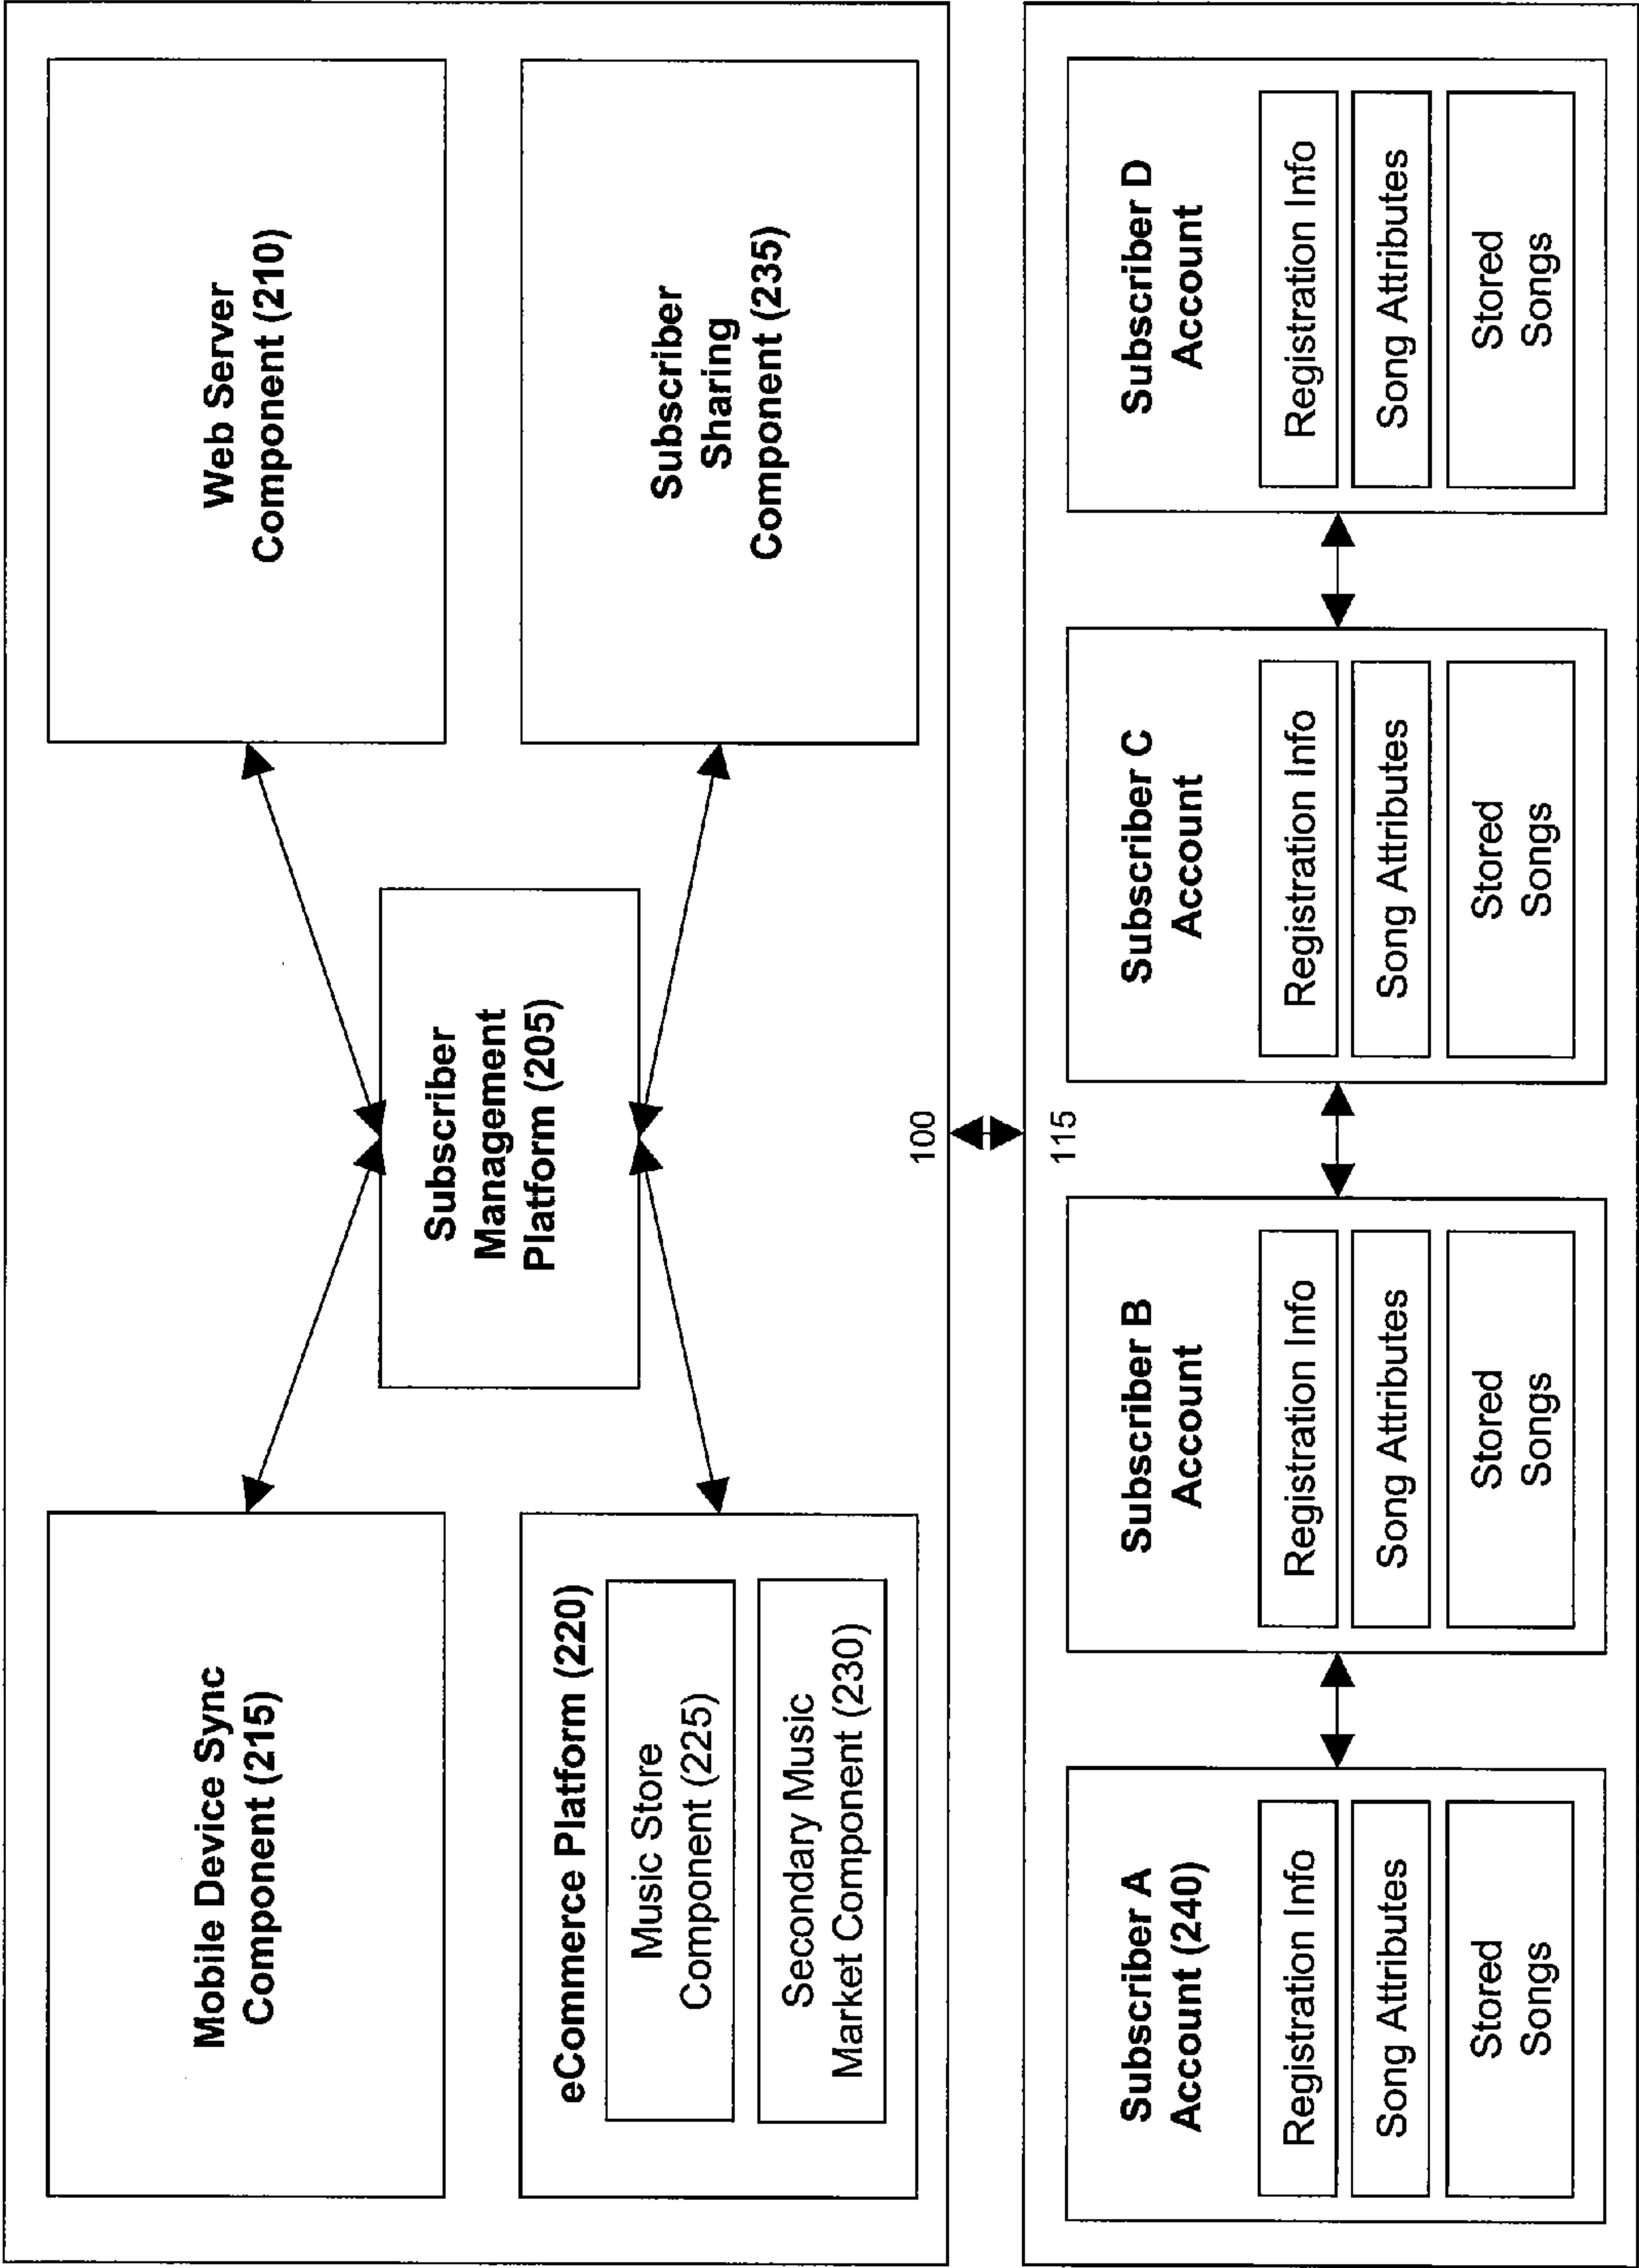 Mobile Device Sync
Component (215)
Web Server
Component (210)
Subscriber
Management
Platform (205)
eCommerce Platform (220)
Music Store
Component (225)
Secondary Music
Market Component (230)
Subscriber
Sharing
Component (235)
100
115
Subscriber A
Account (240)
Registration Info
Song Attributes
Stored
Songs
Subscriber B
Account
Registration Info
Song Attributes
Stored
Songs
Subscriber C
Account
Registration Info
Song Attributes
Stored
Songs
Subscriber D
Account
Registration Info
Song Attributes
Stored
Songs